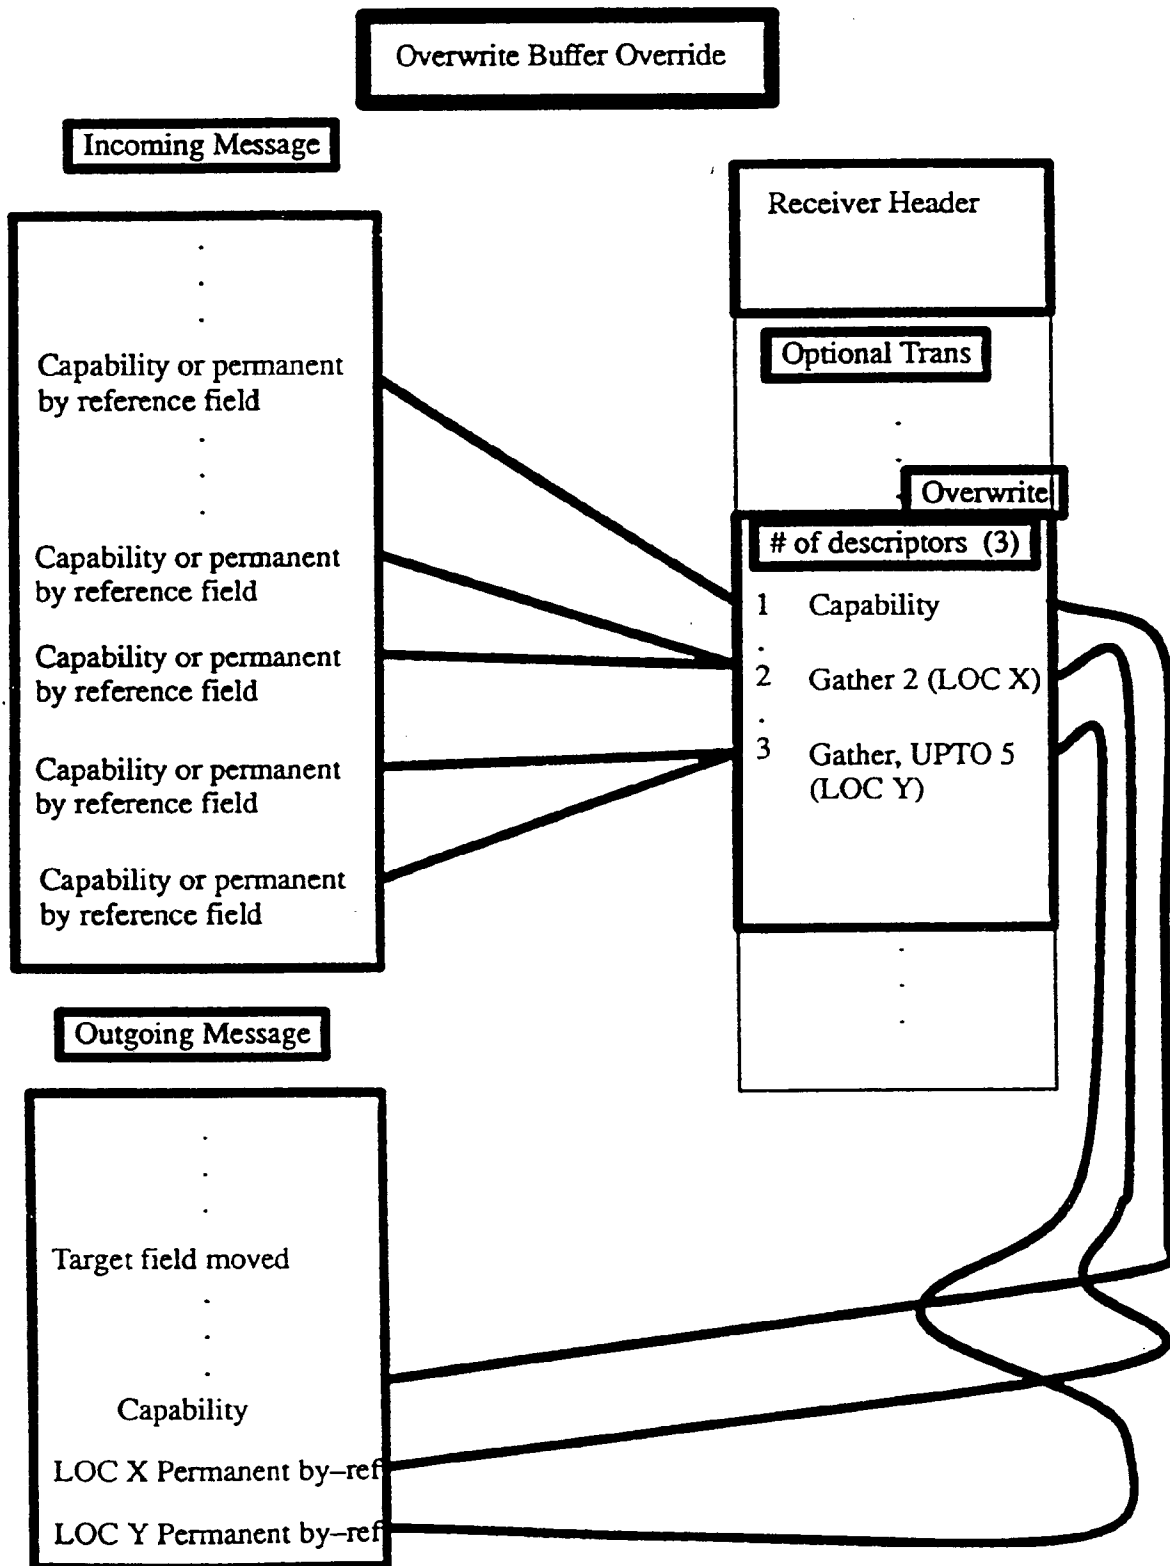 Overwrite Buffer Override
Incoming Message
Capability or permanent
by reference field
Capability or permanent
by reference field
Capability or permanent
by reference field
Capability or permanent
by reference field
Capability or permanent
by reference field
Receiver Header
Optional Trans
Overwrite
# of descriptors (3)
1 Capability
2 Gather 2 (LOC X)
3 Gather, UPTO 5
(LOC Y)
Outgoing Message
Target field moved
Capability
LOC X Permanent by-ref
LOC Y Permanent by-ref